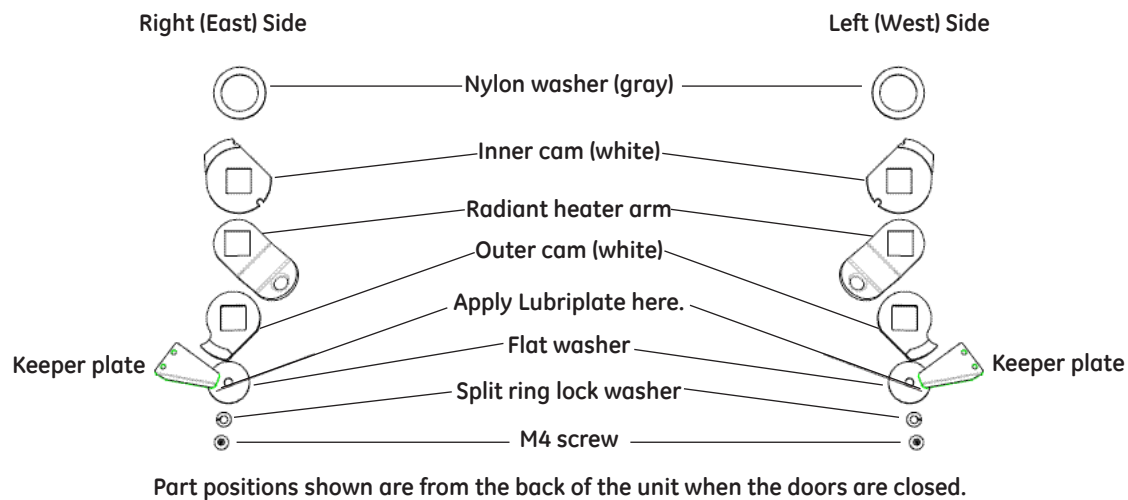 Right (East) Side
Left (West) Side
Nylon washer (gray)
Inner cam (white)
Radiant heater arm
Outer cam (white)
Apply Lubriplate here.
Flat washer
Keeper plate
Keeper plate
Split ring lock washer
M4 screw
Part positions shown are from the back of the unit when the doors are closed.